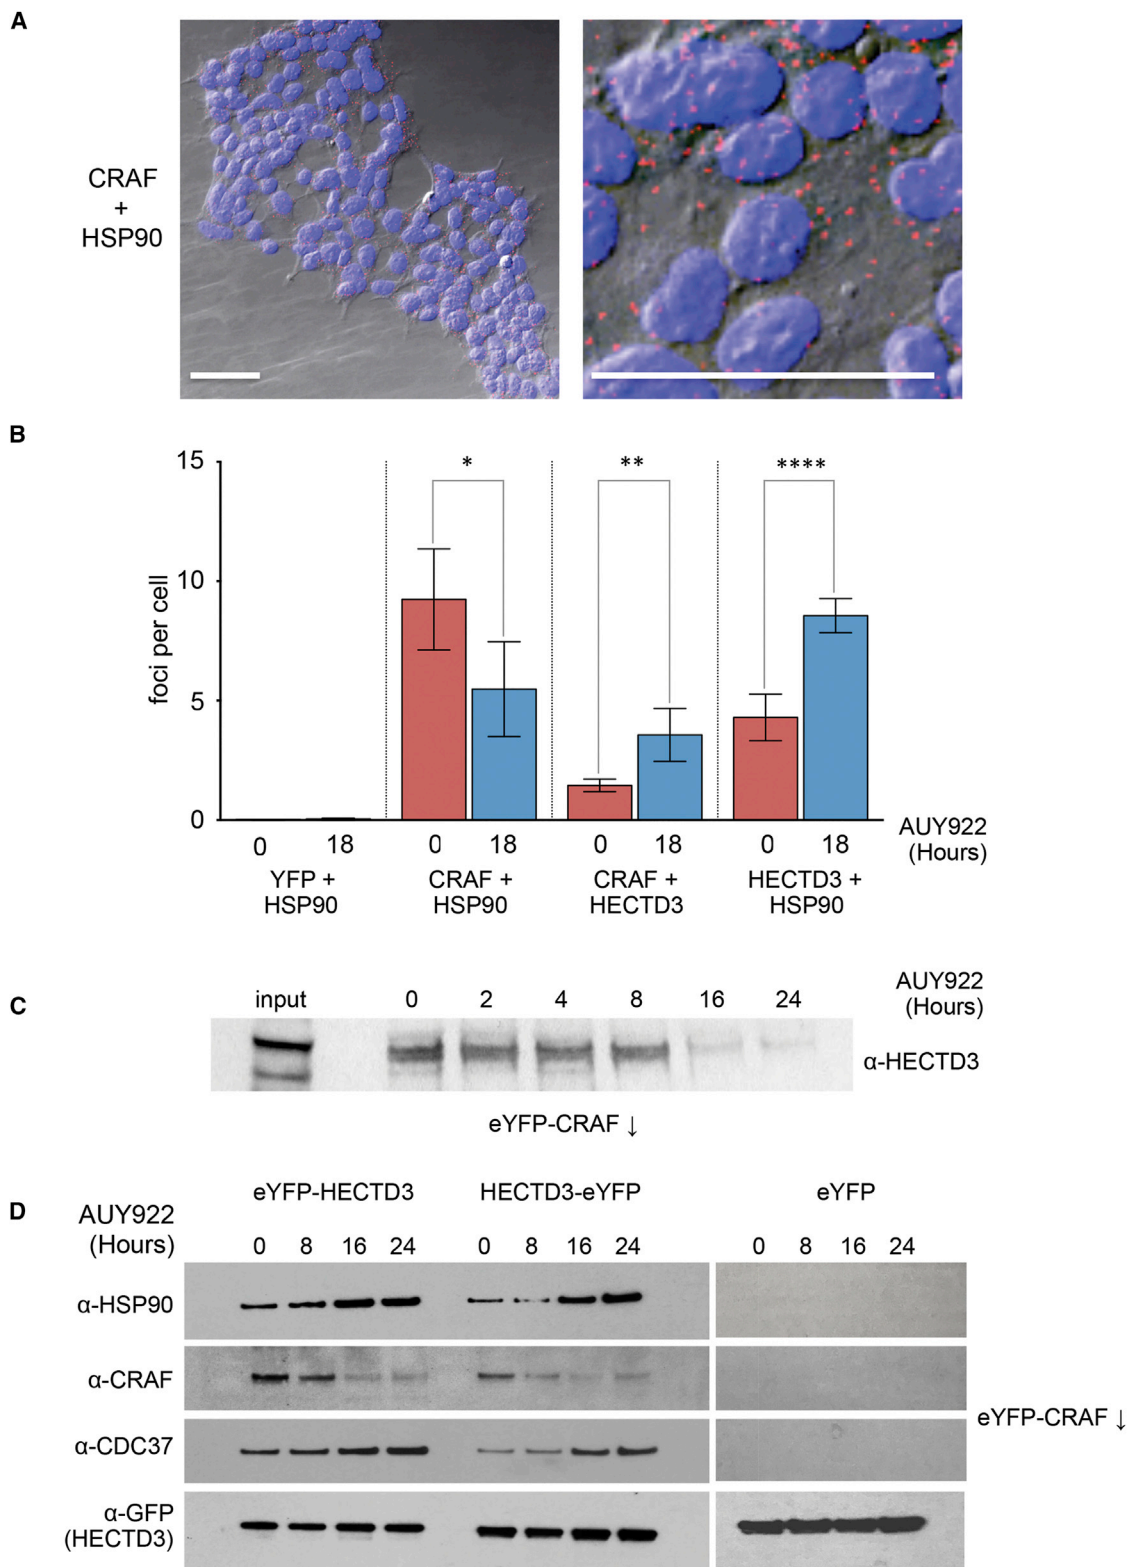 A
CRAF
+
HSP90
B
15
10
5
0
foci per cell
*
**
****
0 18 0 18 0 18 0 18
AUY922
(Hours)
YFP +
HSP90
CRAF +
HSP90
CRAF +
HECTD3
HECTD3 +
HSP90
C
input 0 2 4 8 16 24
AUY922
(Hours)
α-HECTD3
eYFP-CRAF ↓
D
eYFP-HECTD3 HECTD3-eYFP eYFP
AUY922
(Hours)
0 8 16 24 0 8 16 24 0 8 16 24
α-HSP90
α-CRAF
α-CDC37
α-GFP
(HECTD3)
eYFP-CRAF ↓